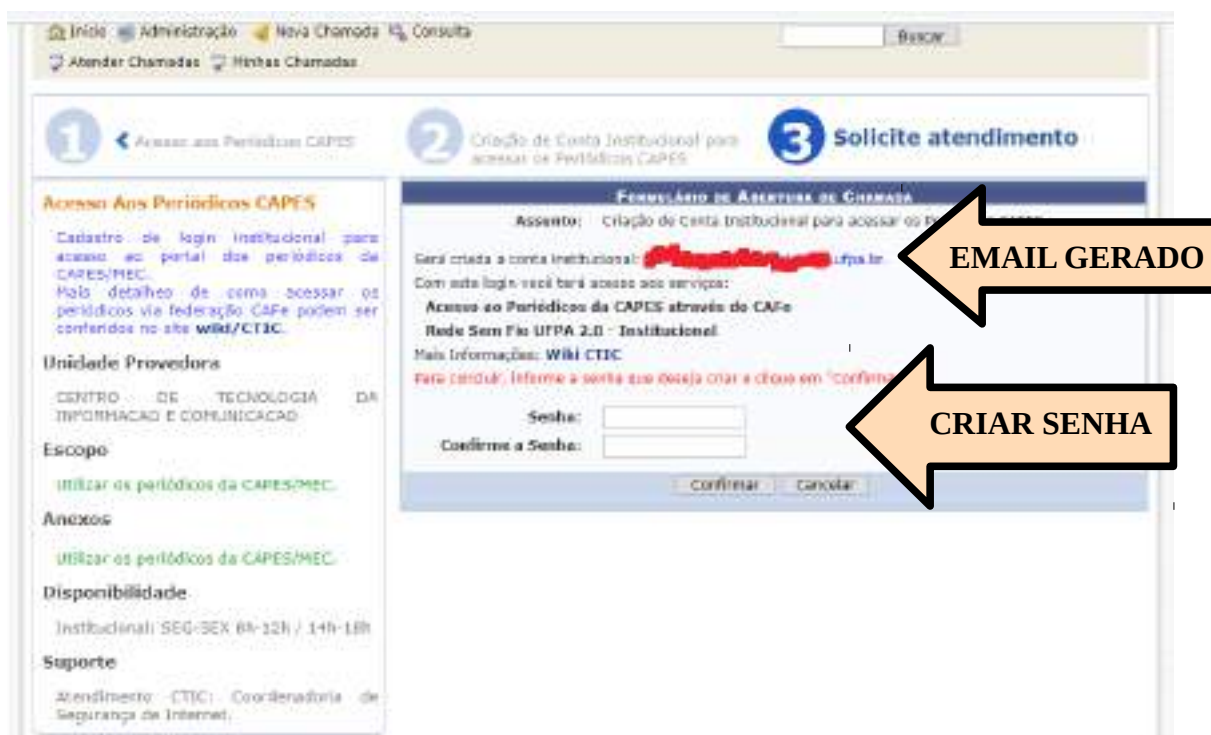 Início Administração Nova Chamada Consulta Buscar
Atender Chamadas Minhas Chamadas
1 Acesso aos Periódicos CAPES
2 Criação de Conta Institucional para
acessar os Periódicos CAPES
3 Solicite atendimento
Acesso Aos Periódicos CAPES
Cadastro de login institucional para
acesso ao portal dos periódicos da
CAPES/MEC.
Mais detalhes de como acessar os
periódicos via federação CAFe podem ser
conferidos no site wiki/CTIC.
Unidade Provedora
CENTRO DE TECNOLOGIA DA
INFORMACAO E COMUNICACAO
Escopo
Utilizar os periódicos da CAPES/MEC.
Anexos
Utilizar os periódicos da CAPES/MEC.
Disponibilidade
Institucional: SEG-SEX 8h-12h / 14h-18h
Suporte
Atendimento CTIC: Coordenadoria de
Segurança de Internet.
FORMULÁRIO DE ABERTURA DE CHAMADA
Assunto: Criação de Conta Institucional para acessar os
Será criada a conta institucional: ufpa.br
EMAIL GERADO
Com este login você terá acesso aos serviços:
Acesso ao Periódicos da CAPES através do CAFe
Rede Sem Fio UFPA 2.0 - Institucional
Mais Informações: Wiki CTIC
Para concluir, informe a senha que deseja criar e clique em "Confirmar
Senha:
Confirme a Senha:
CRIAR SENHA
Confirmar Cancelar